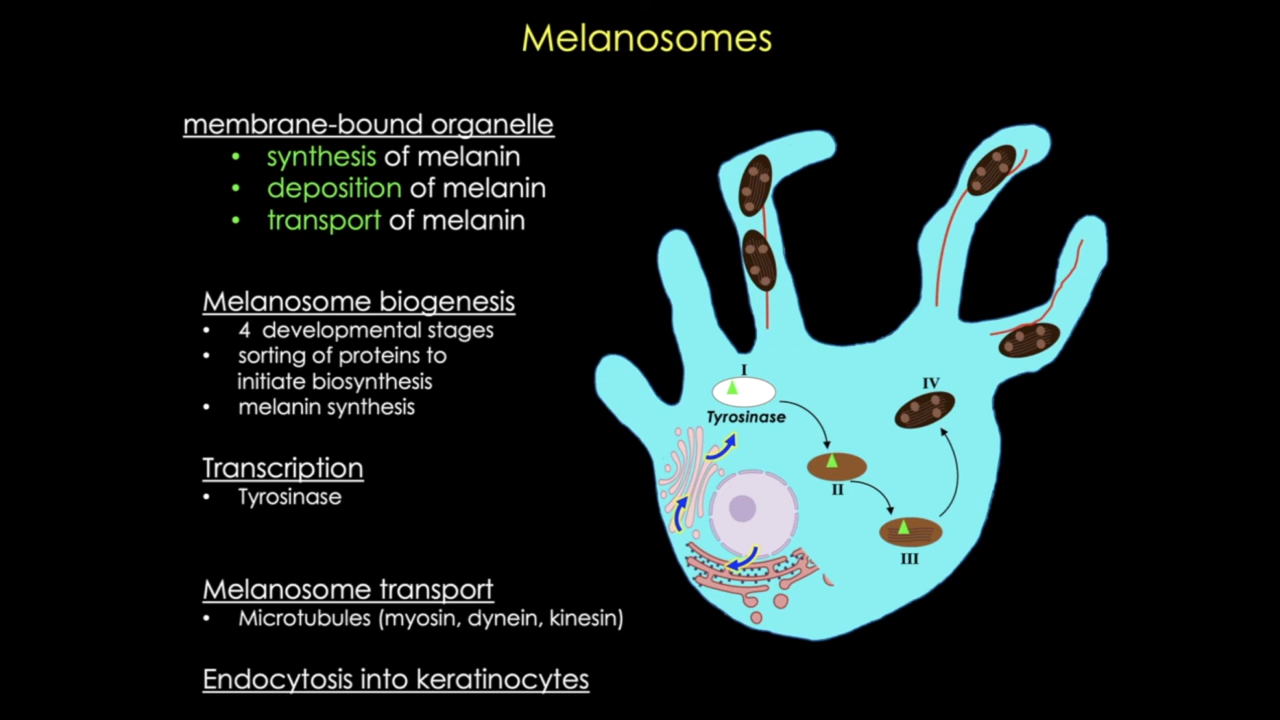 Melanosomes
membrane-bound organelle
• synthesis of melanin
• deposition of melanin
• transport of melanin
Melanosome biogenesis
• 4 developmental stages
• sorting of proteins to
initiate biosynthesis
• melanin synthesis
Transcription
• Tyrosinase
Melanosome transport
• Microtubules (myosin, dynein, kinesin)
Endocytosis into keratinocytes
I
Tyrosinase
II
III
IV